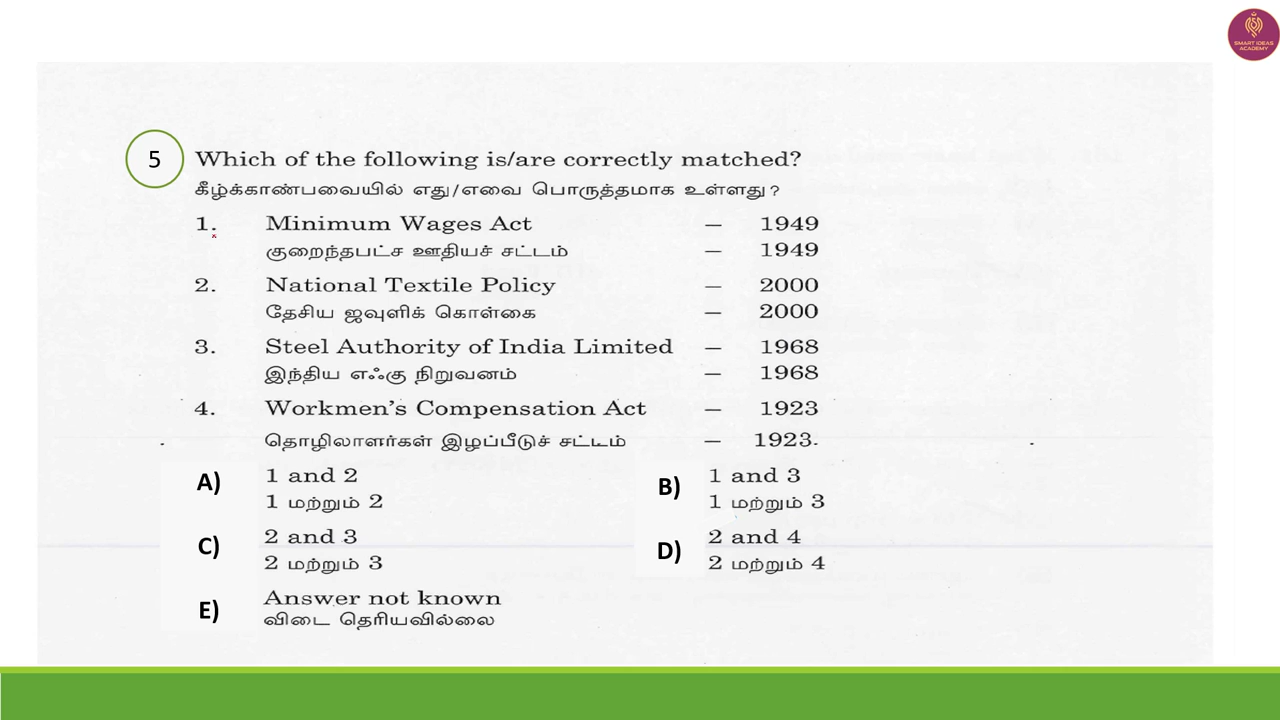 SMART IDEAS
ACADEMY
5 Which of the following is/are correctly matched?
கீழ்க்காண்பவையில் எது/எவை பொருத்தமாக உள்ளது?
1. Minimum Wages Act – 1949
குறைந்தபட்ச ஊதியச் சட்டம் – 1949
2. National Textile Policy – 2000
தேசிய ஜவுளிக் கொள்கை – 2000
3. Steel Authority of India Limited – 1968
இந்திய எஃகு நிறுவனம் – 1968
4. Workmen's Compensation Act – 1923
தொழிலாளர்கள் இழப்பீடுச் சட்டம் – 1923.
A) 1 and 2
1 மற்றும் 2
B) 1 and 3
1 மற்றும் 3
C) 2 and 3
2 மற்றும் 3
D) 2 and 4
2 மற்றும் 4
E) Answer not known
விடை தெரியவில்லை